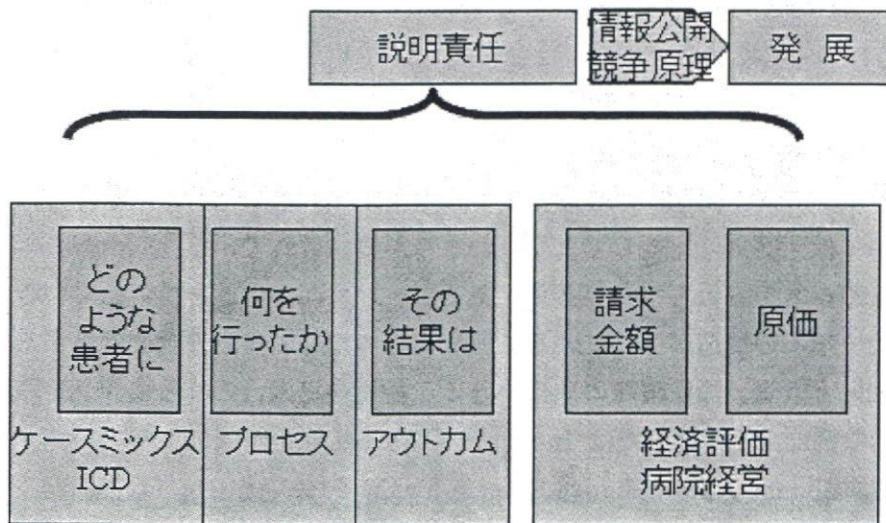 説明責任
情報公開
競争原理
発 展
どの
ような
患者に
何を
行ったか
その
結果は
請求
金額
原価
ケースミックス
ICD
プロセス
アウトカム
経済評価
病院経営